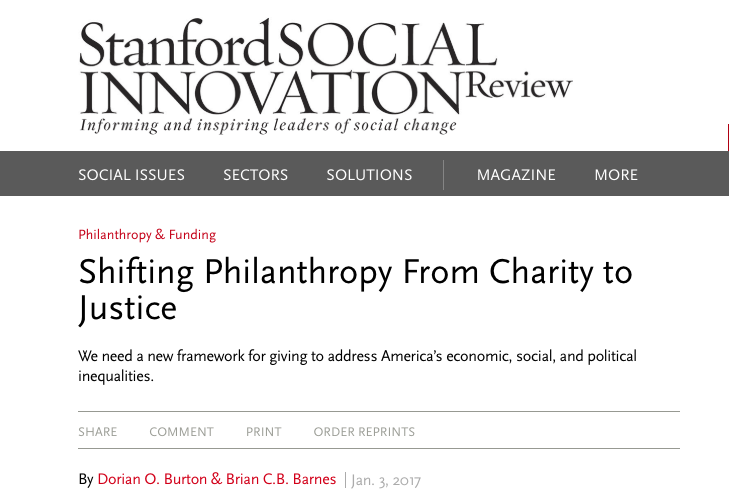 Stanford SOCIAL
INNOVATION Review
Informing and inspiring leaders of social change
SOCIAL ISSUES SECTORS SOLUTIONS MAGAZINE MORE
Philanthropy & Funding
Shifting Philanthropy From Charity to
Justice
We need a new framework for giving to address America’s economic, social, and political
inequalities.
SHARE COMMENT PRINT ORDER REPRINTS
By Dorian O. Burton & Brian C.B. Barnes | Jan. 3, 2017